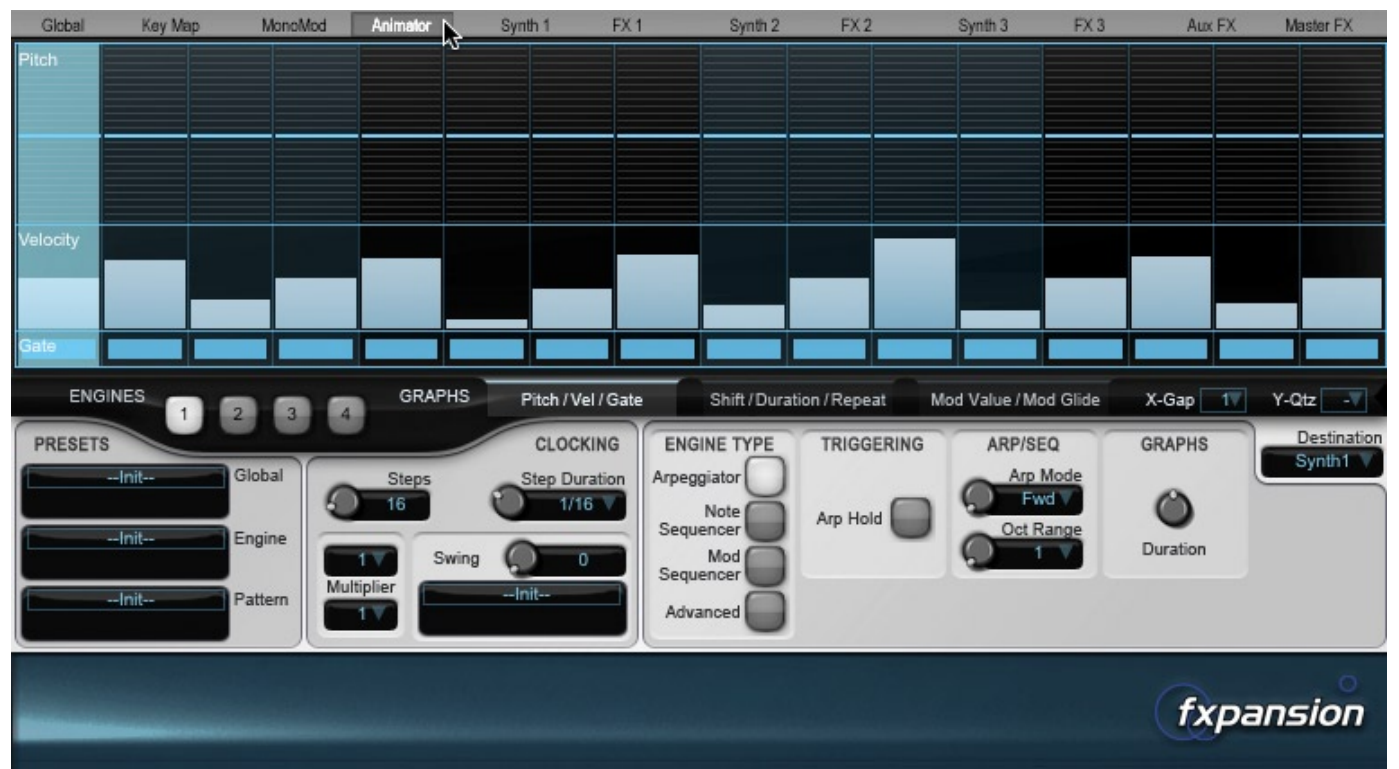 Global Key Map MonoMod Animator Synth 1 FX 1 Synth 2 FX 2 Synth 3 FX 3 Aux FX Master FX
Pitch
Velocity
Gate
ENGINES 1 2 3 4 GRAPHS Pitch / Vel / Gate Shift / Duration / Repeat Mod Value / Mod Glide X-Gap 1 Y-Qtz -
PRESETS
--Init-- Global
--Init-- Engine
--Init-- Pattern
CLOCKING
Steps
16
Step Duration
1/16
1
Multiplier
1
Swing 0
--Init--
ENGINE TYPE
Arpeggiator
Note
Sequencer
Mod
Sequencer
Advanced
TRIGGERING
Arp Hold
ARP/SEQ
Arp Mode
Fwd
Oct Range
1
GRAPHS
Duration
Destination
Synth1
fxpansion